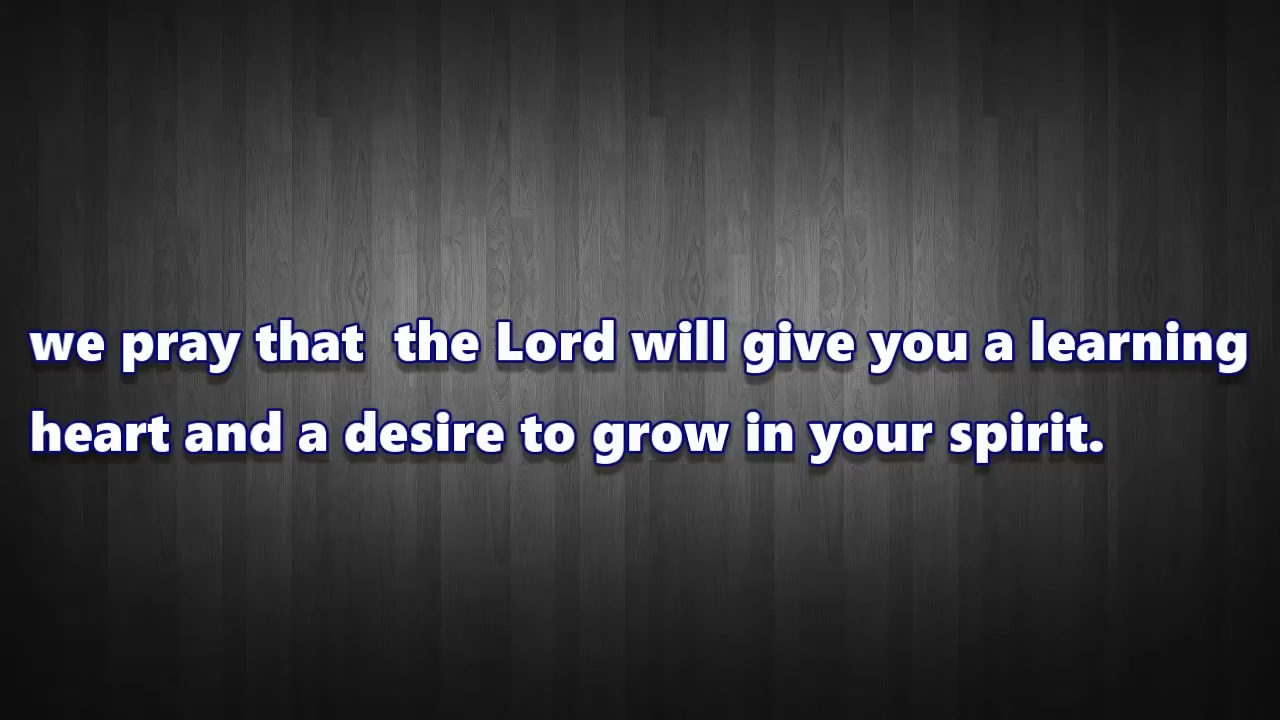 we pray that  the Lord will give you a learning
heart and a desire to grow in your spirit.